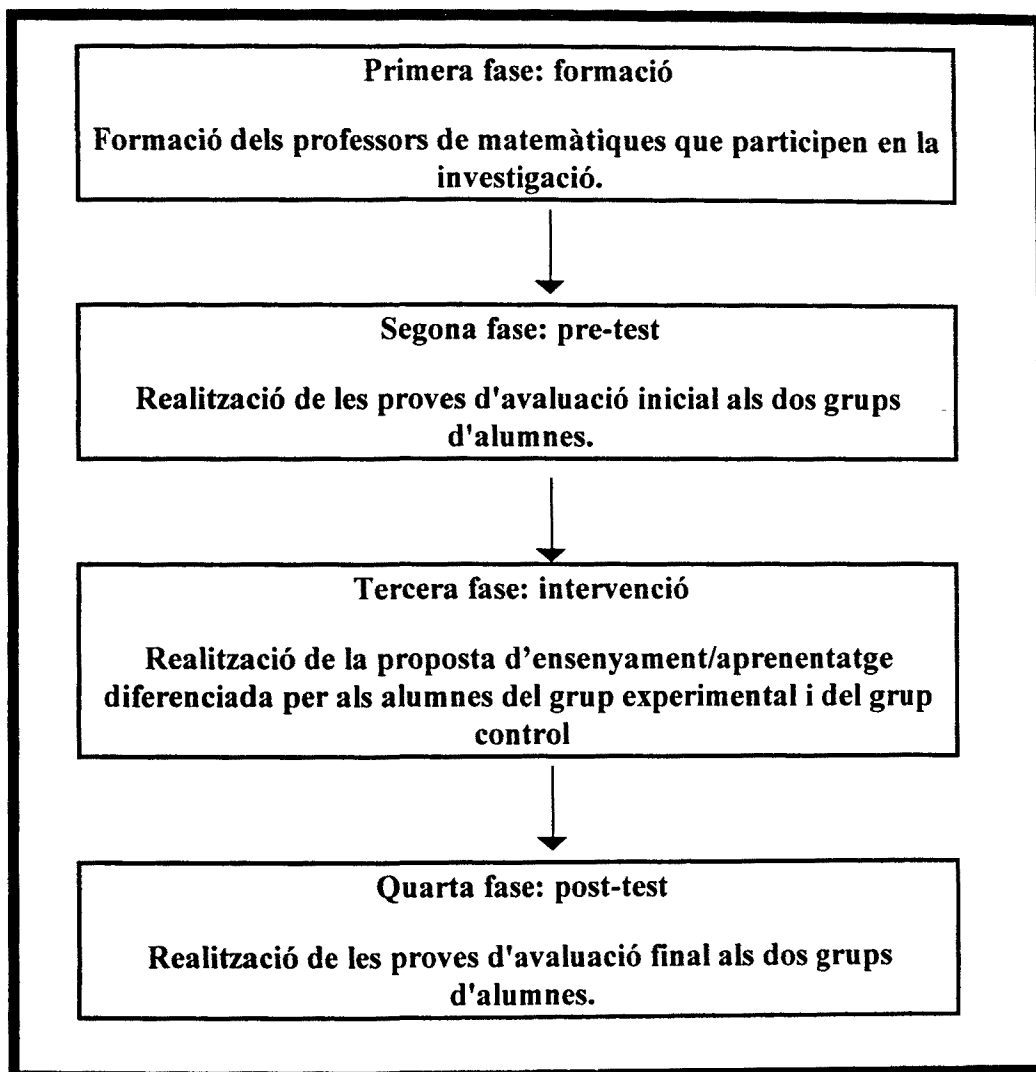 Primera fase: formació
Formació dels professors de matemàtiques que participen en la
investigació.
Segona fase: pre-test
Realització de les proves d'avaluació inicial als dos grups
d'alumnes.
Tercera fase: intervenció
Realització de la proposta d’ensenyament/aprenentatge
diferenciada per als alumnes del grup experimental i del grup
control
Quarta fase: post-test
Realització de les proves d'avaluació final als dos grups
d'alumnes.